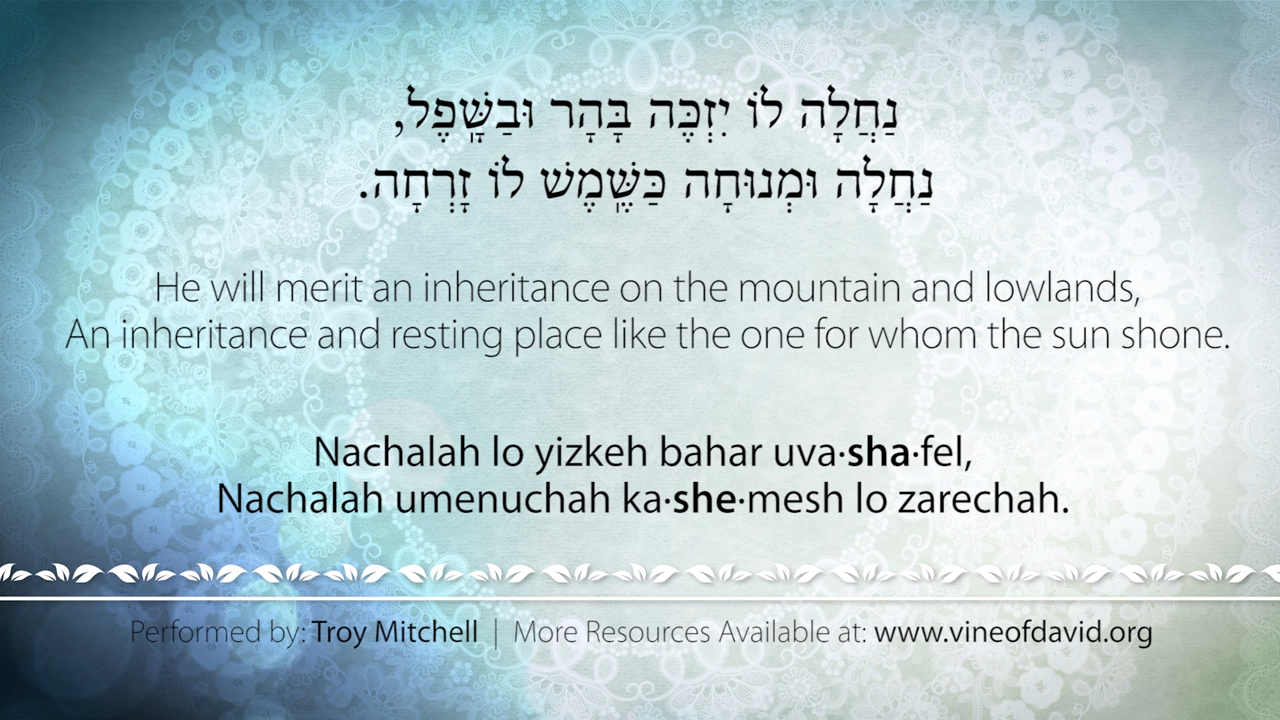 נַחֲלָה לוֹ יִזְכֶּה בָּהָר וּבַשָּֽׁפֶל,
נַחֲלָה וּמְנוּחָה כַּשֶּֽׁמֶשׁ לוֹ זָרְחָה.
He will merit an inheritance on the mountain and lowlands,
An inheritance and resting place like the one for whom the sun shone.
Nachalah lo yizkeh bahar uva·sha·fel,
Nachalah umenuchah ka·she·mesh lo zarechah.
Performed by: Troy Mitchell | More Resources Available at: www.vineofdavid.org